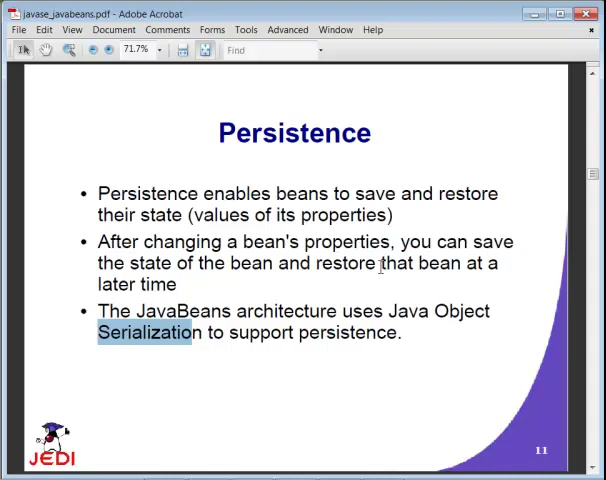 javase_javabeans.pdf - Adobe Acrobat
File Edit View Document Comments Forms Tools Advanced Window Help
71.7% Find
Persistence
• Persistence enables beans to save and restore
their state (values of its properties)
• After changing a bean's properties, you can save
the state of the bean and restore that bean at a
later time
• The JavaBeans architecture uses Java Object
Serialization to support persistence.
JEDI
11